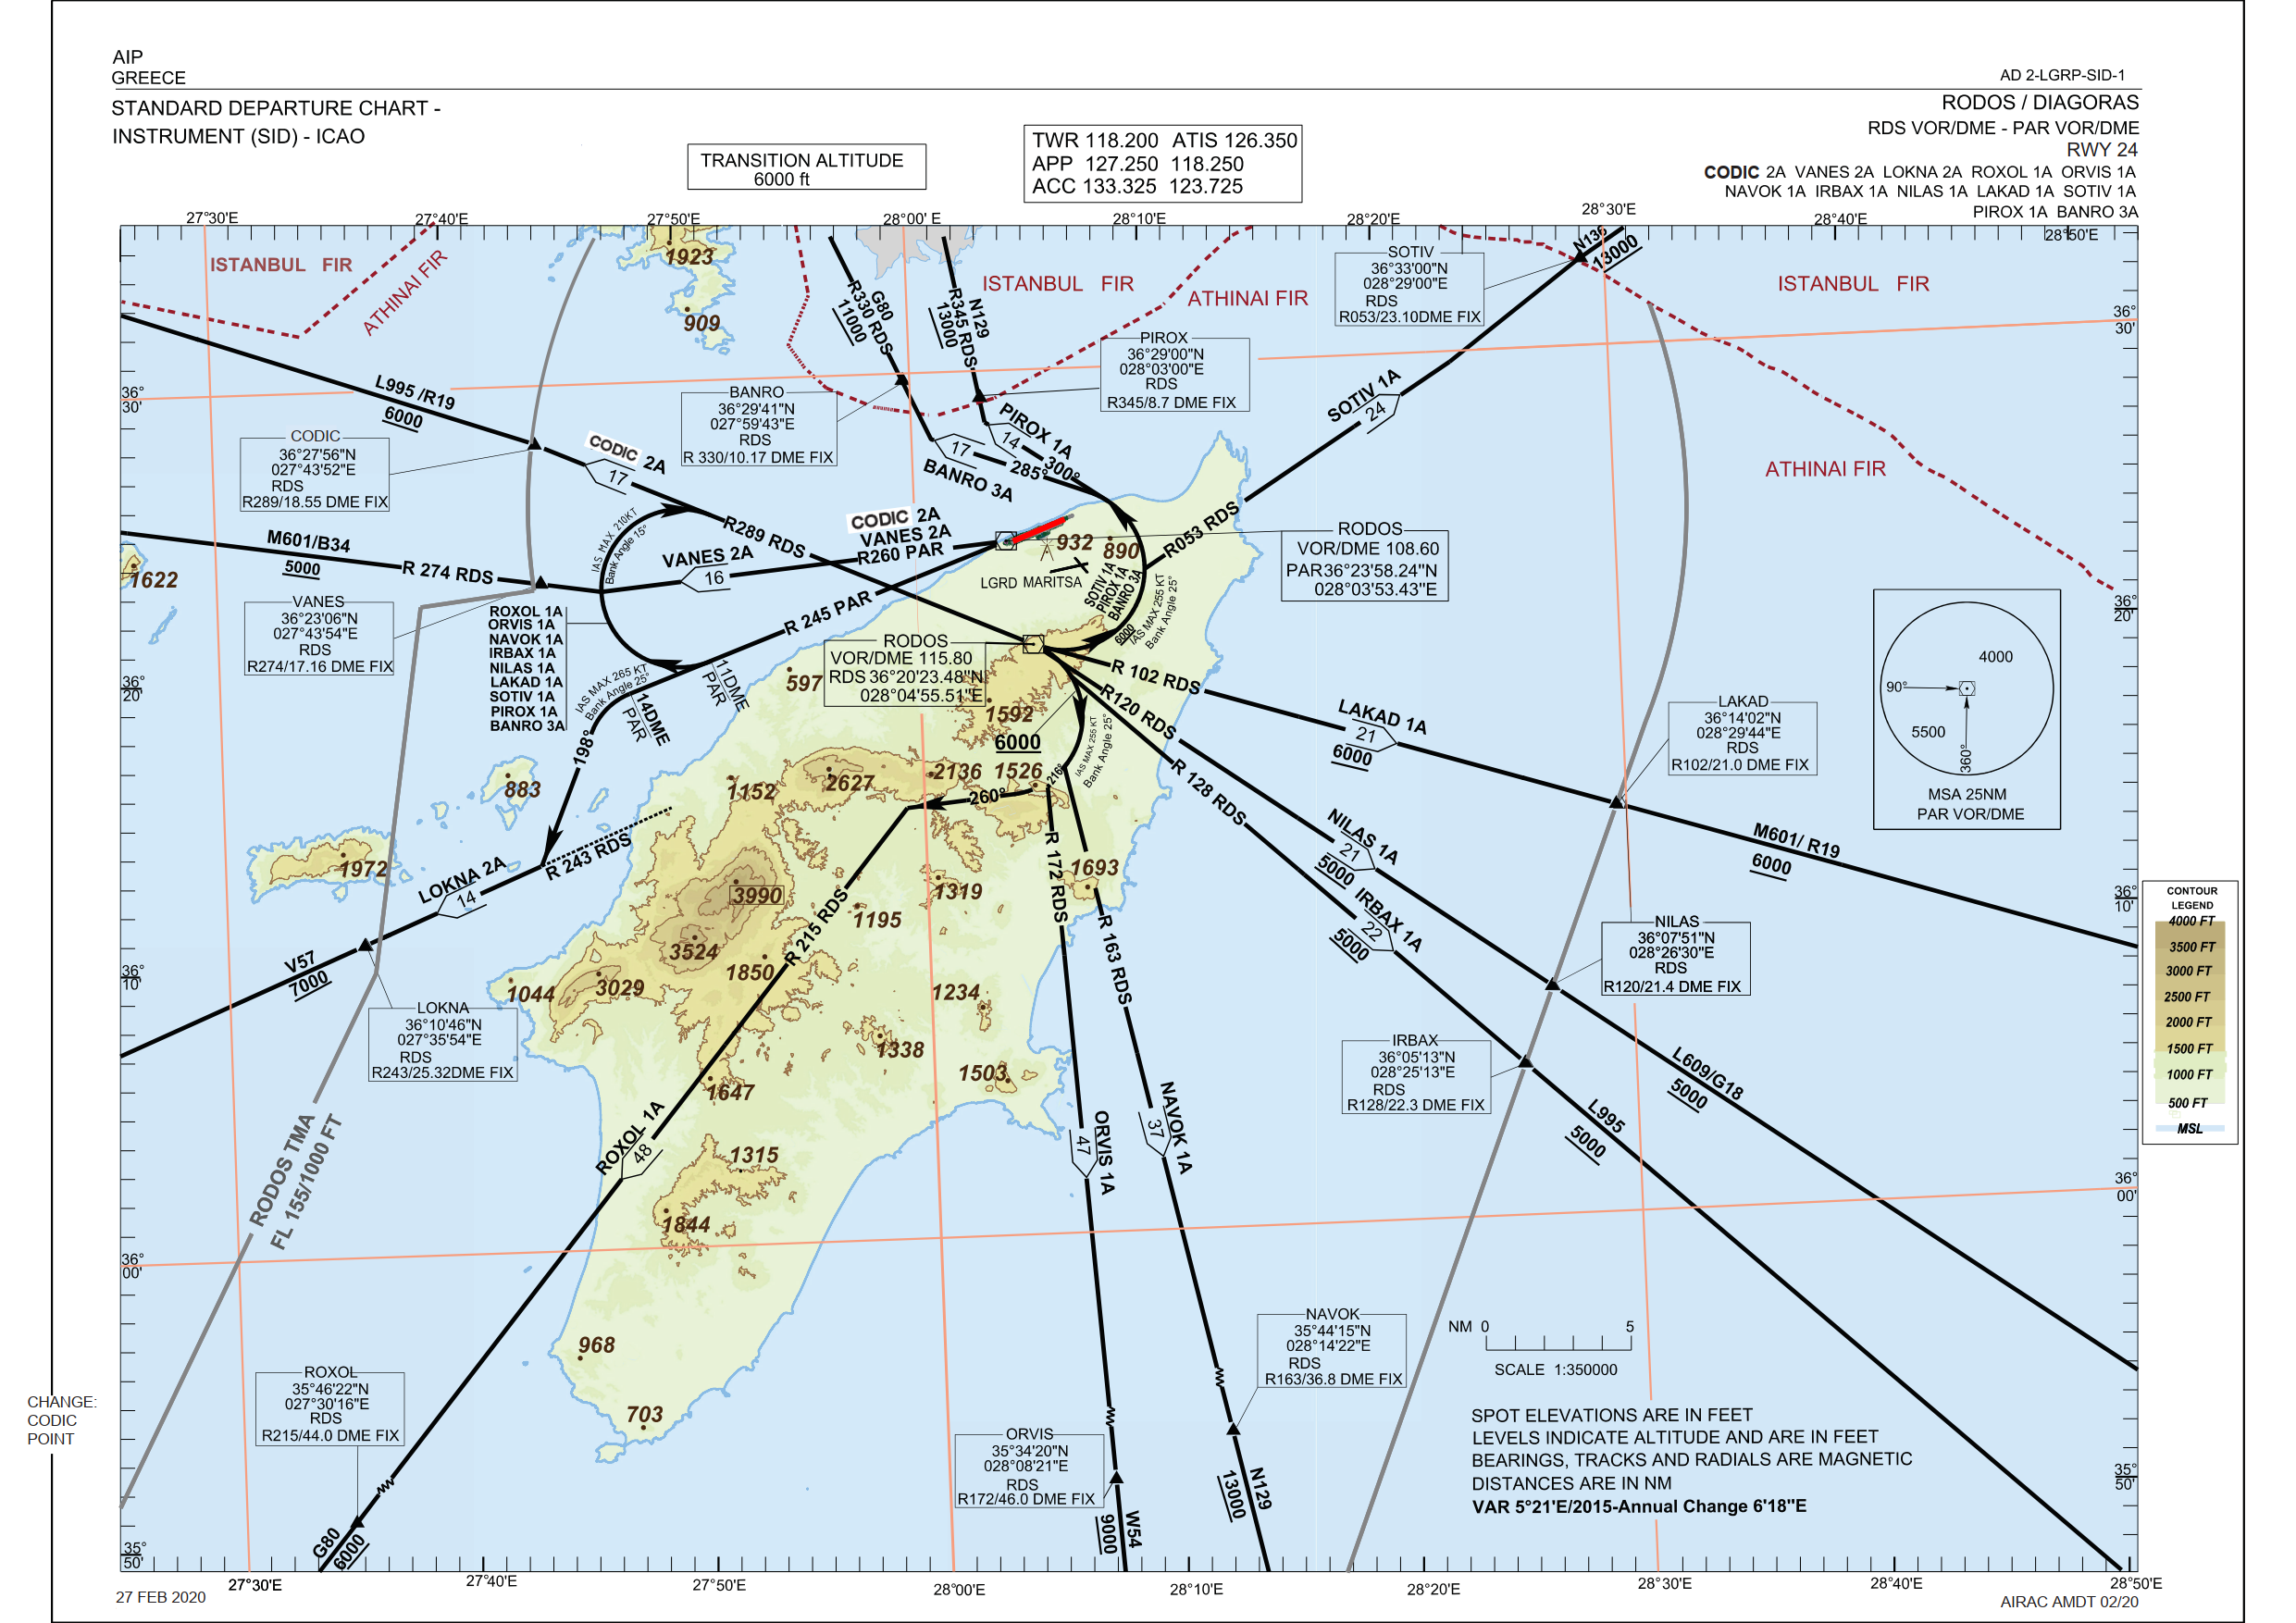 AIP
GREECE
AD 2-LGRP-SID-1
STANDARD DEPARTURE CHART -
INSTRUMENT (SID) - ICAO
RODOS / DIAGORAS
RDS VOR/DME - PAR VOR/DME
RWY 24
CODIC 2A VANES 2A LOKNA 2A ROXOL 1A ORVIS 1A
NAVOK 1A IRBAX 1A NILAS 1A LAKAD 1A SOTIV 1A
PIROX 1A BANRO 3A
TRANSITION ALTITUDE
6000 ft
TWR 118.200 ATIS 126.350
APP 127.250 118.250
ACC 133.325 123.725
27°30'E
27°40'E
27°50'E
28°00' E
28°10'E
28°20'E
28°30'E
28°40'E
28°50'E
ISTANBUL FIR
ATHINAI FIR
1923
909
G80
R330 RDS
11000
N129
R345 RDS
13000
ISTANBUL FIR
ATHINAI FIR
SOTIV
36°33'00"N
028°29'00"E
RDS
R053/23.10DME FIX
N136
13000
ISTANBUL FIR
ATHINAI FIR
36°
30'
36°
30'
PIROX
36°29'00"N
028°03'00"E
RDS
R345/8.7 DME FIX
BANRO
36°29'41"N
027°59'43"E
RDS
R 330/10.17 DME FIX
L995 /R19
6000
CODIC
36°27'56"N
027°43'52"E
RDS
R289/18.55 DME FIX
CODIC 2A
17
PIROX 1A
14
300°
17
285°
BANRO 3A
SOTIV 1A
24
R053 RDS
M601/B34
5000
R 274 RDS
1622
VANES
36°23'06"N
027°43'54"E
RDS
R274/17.16 DME FIX
IAS MAX 210KT
Bank Angle 15°
R289 RDS
CODIC 2A
VANES 2A
R260 PAR
VANES 2A
16
R 245 PAR
932
890
LGRD MARITSA
SOTIV 1A
PIROX 1A
BANRO 3A
6000
IAS MAX 255 KT
Bank Angle 25°
RODOS
VOR/DME 108.60
PAR36°23'58.24"N
028°03'53.43"E
ROXOL 1A
ORVIS 1A
NAVOK 1A
IRBAX 1A
NILAS 1A
LAKAD 1A
SOTIV 1A
PIROX 1A
BANRO 3A
IAS MAX 265 KT
Bank Angle 25°
11DME
PAR
14DME
PAR
198°
RODOS
VOR/DME 115.80
RDS 36°20'23.48"N
028°04'55.51"E
597
1592
6000
IAS MAX 255 KT
Bank Angle 25°
216°
R 102 RDS
R120 RDS
R 128 RDS
LAKAD 1A
21
6000
LAKAD
36°14'02"N
028°29'44"E
RDS
R102/21.0 DME FIX
36°
20'
36°
20'
4000
90°
5500
360°
MSA 25NM
PAR VOR/DME
883
1152
2627
2136
1526
260°
1972
LOKNA 2A
14
R 243 RDS
3990
3524
1850
3029
1044
1195
1319
1693
R 215 RDS
R 172 RDS
R 163 RDS
NILAS 1A
21
5000
IRBAX 1A
22
5000
M601/ R19
6000
NILAS
36°07'51"N
028°26'30"E
RDS
R120/21.4 DME FIX
36°
10'
36°
10'
CONTOUR
LEGEND
4000 FT
3500 FT
3000 FT
2500 FT
2000 FT
1500 FT
1000 FT
500 FT
MSL
V57
7000
LOKNA
36°10'46"N
027°35'54"E
RDS
R243/25.32DME FIX
1234
1338
1503
1647
1315
1844
IRBAX
36°05'13"N
028°25'13"E
RDS
R128/22.3 DME FIX
L609/G18
5000
L995
5000
RODOS TMA
FL 155/1000 FT
ROXOL 1A
48
ORVIS 1A
47
NAVOK 1A
37
36°
00'
36°
00'
968
703
NAVOK
35°44'15"N
028°14'22"E
RDS
R163/36.8 DME FIX
NM 0 5
SCALE 1:350000
CHANGE:
CODIC
POINT
ROXOL
35°46'22"N
027°30'16"E
RDS
R215/44.0 DME FIX
G80
6000
ORVIS
35°34'20"N
028°08'21"E
RDS
R172/46.0 DME FIX
W54
9000
N129
13000
SPOT ELEVATIONS ARE IN FEET
LEVELS INDICATE ALTITUDE AND ARE IN FEET
BEARINGS, TRACKS AND RADIALS ARE MAGNETIC
DISTANCES ARE IN NM
VAR 5°21'E/2015-Annual Change 6'18"E
35°
50'
35°
50'
27°30'E
27°40'E
27°50'E
28°00'E
28°10'E
28°20'E
28°30'E
28°40'E
28°50'E
27 FEB 2020
AIRAC AMDT 02/20